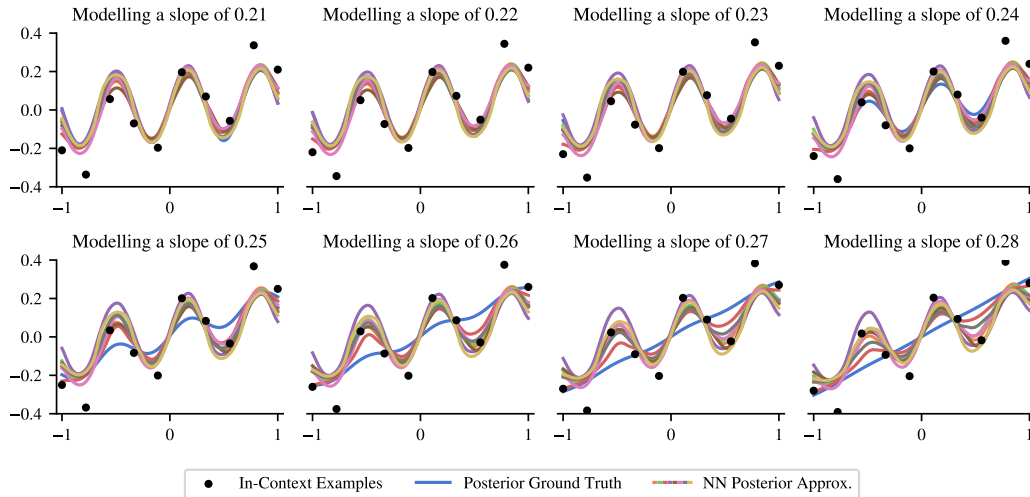 Modelling a slope of 0.21
Modelling a slope of 0.22
Modelling a slope of 0.23
Modelling a slope of 0.24
0.4
0.2
0.0
−0.2
−0.4
−1 0 1
−1 0 1
−1 0 1
−1 0 1
Modelling a slope of 0.25
Modelling a slope of 0.26
Modelling a slope of 0.27
Modelling a slope of 0.28
0.4
0.2
0.0
−0.2
−0.4
−1 0 1
−1 0 1
−1 0 1
−1 0 1
In-Context Examples
Posterior Ground Truth
NN Posterior Approx.